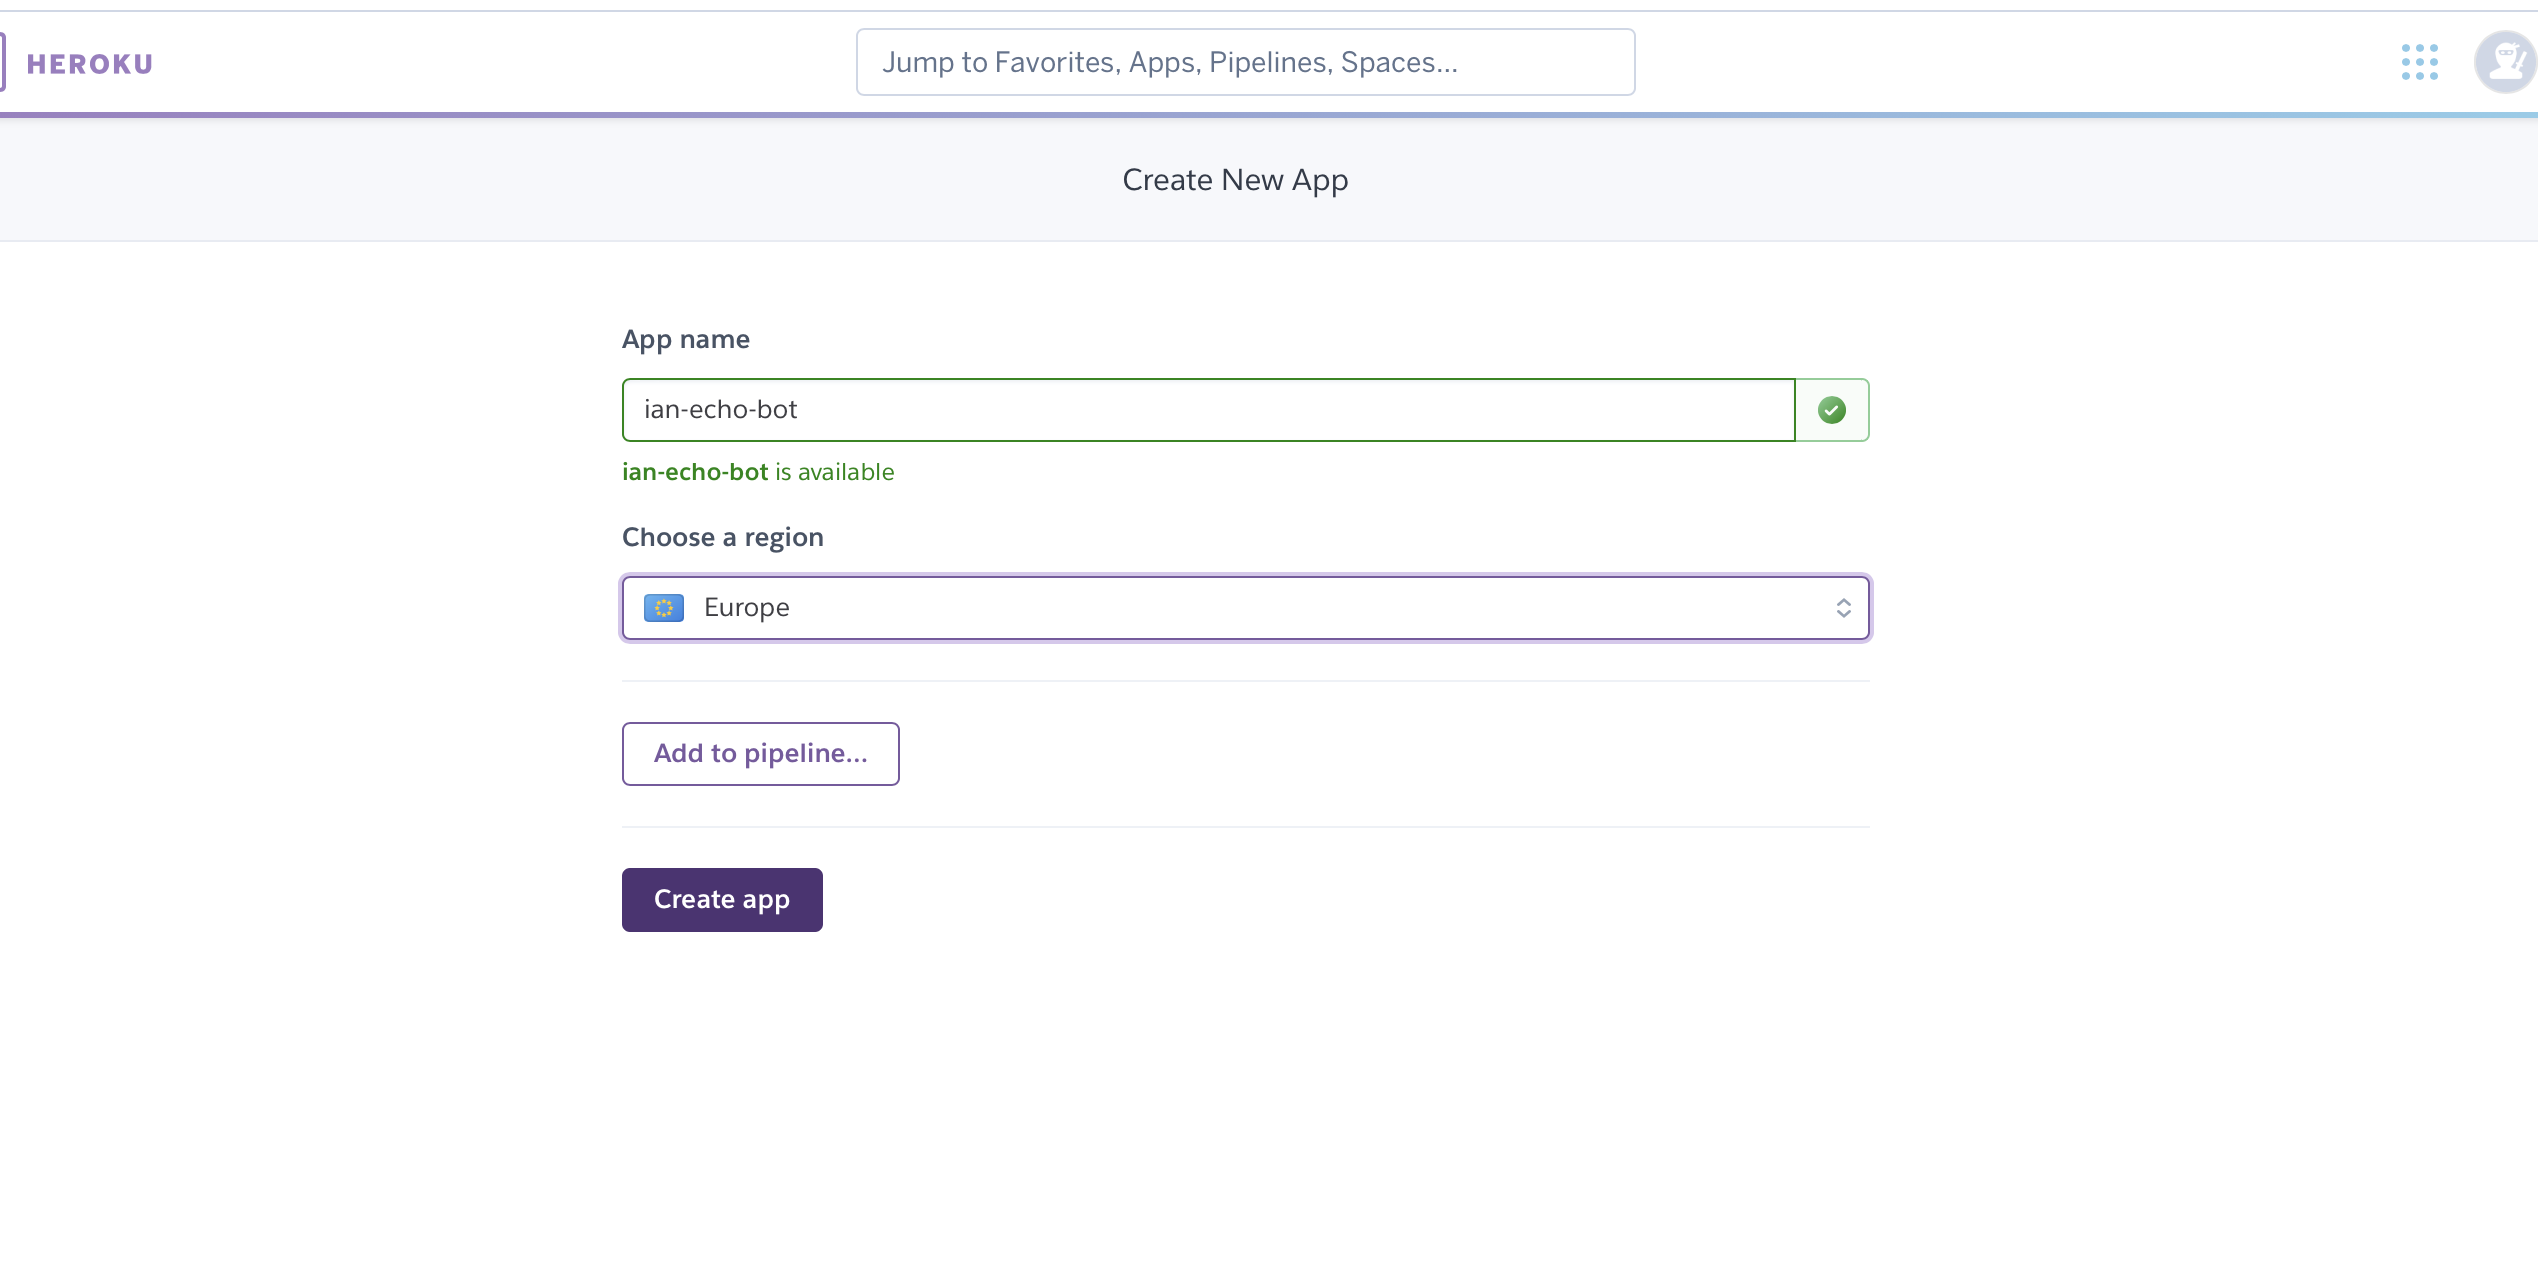 HEROKU
Jump to Favorites, Apps, Pipelines, Spaces...
Create New App
App name
ian-echo-bot
ian-echo-bot is available
Choose a region
Europe
Add to pipeline...
Create app